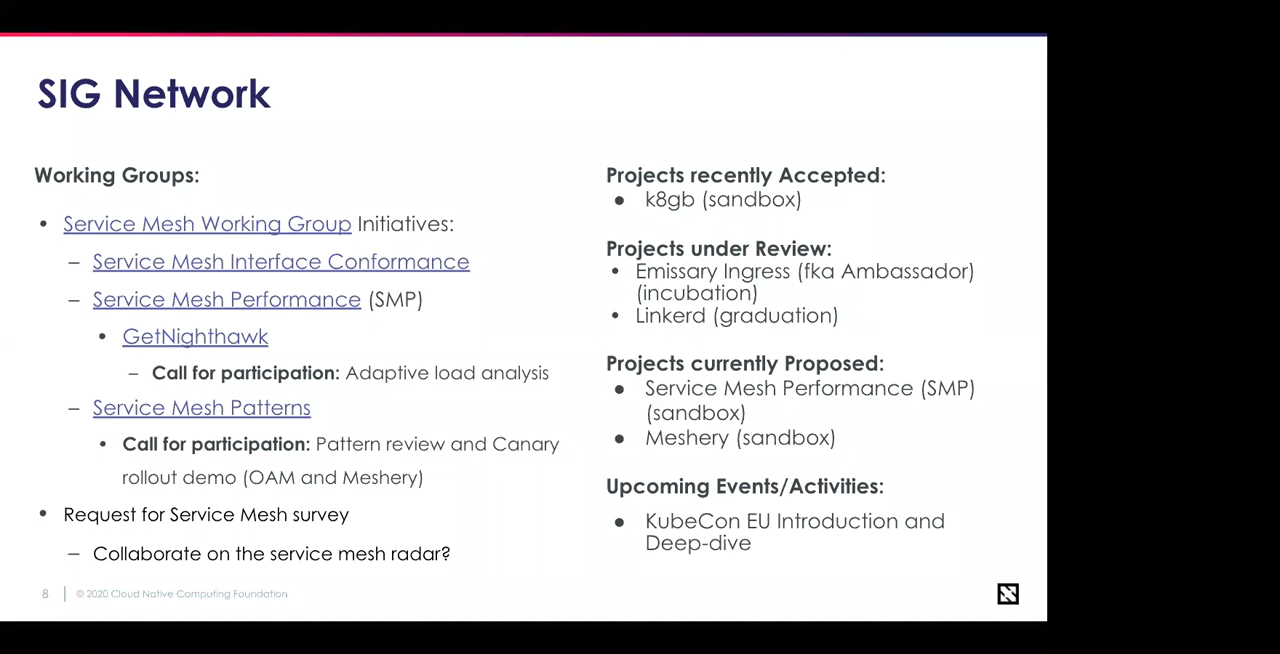 SIG Network
Working Groups:
• Service Mesh Working Group Initiatives:
– Service Mesh Interface Conformance
– Service Mesh Performance (SMP)
• GetNighthawk
– Call for participation: Adaptive load analysis
– Service Mesh Patterns
• Call for participation: Pattern review and Canary
rollout demo (OAM and Meshery)
• Request for Service Mesh survey
– Collaborate on the service mesh radar?
Projects recently Accepted:
● k8gb (sandbox)
Projects under Review:
• Emissary Ingress (fka Ambassador)
(incubation)
• Linkerd (graduation)
Projects currently Proposed:
● Service Mesh Performance (SMP)
(sandbox)
● Meshery (sandbox)
Upcoming Events/Activities:
● KubeCon EU Introduction and
Deep-dive
8 | © 2020 Cloud Native Computing Foundation